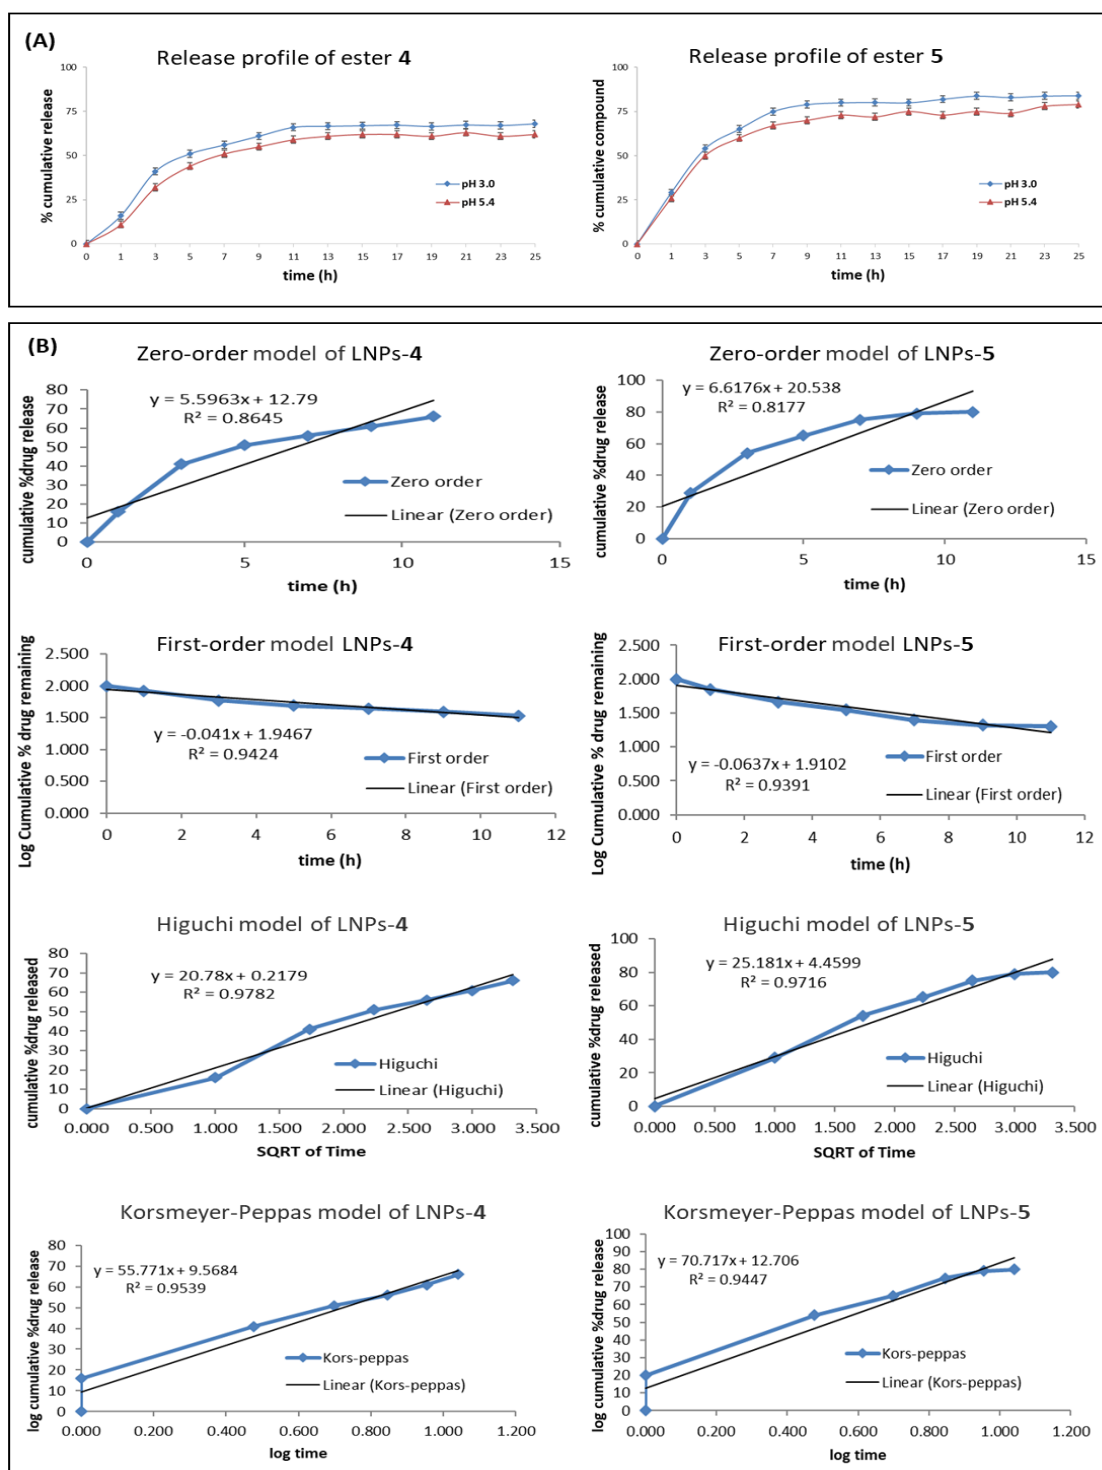 (A)
Release profile of ester 4
% cumulative release
100
75
50
25
0
0 1 3 5 7 9 11 13 15 17 19 21 23 25
time (h)
pH 3.0
pH 5.4
Release profile of ester 5
% cumulative compound
100
75
50
25
0
0 1 3 5 7 9 11 13 15 17 19 21 23 25
time (h)
pH 3.0
pH 5.4
(B)
Zero-order model of LNPs-4
cumulative %drug release
80
70
60
50
40
30
20
10
0
0 5 10 15
time (h)
y = 5.5963x + 12.79
R² = 0.8645
Zero order
Linear (Zero order)
Zero-order model of LNPs-5
cumulative %drug release
100
80
60
40
20
0
0 5 10 15
time (h)
y = 6.6176x + 20.538
R² = 0.8177
Zero order
Linear (Zero order)
First-order model LNPs-4
Log Cumulative % drug remaining
2.500
2.000
1.500
1.000
0.500
0.000
0 2 4 6 8 10 12
time (h)
y = -0.041x + 1.9467
R² = 0.9424
First order
Linear (First order)
First-order model LNPs-5
Log Cumulative % drug remaining
2.500
2.000
1.500
1.000
0.500
0.000
0 2 4 6 8 10 12
time (h)
y = -0.0637x + 1.9102
R² = 0.9391
First order
Linear (First order)
Higuchi model of LNPs-4
cumulative %drug released
80
70
60
50
40
30
20
10
0
0.000 0.500 1.000 1.500 2.000 2.500 3.000 3.500
SQRT of Time
y = 20.78x + 0.2179
R² = 0.9782
Higuchi
Linear (Higuchi)
Higuchi model of LNPs-5
cumulative %drug released
100
80
60
40
20
0
0.000 0.500 1.000 1.500 2.000 2.500 3.000 3.500
SQRT of Time
y = 25.181x + 4.4599
R² = 0.9716
Higuchi
Linear (Higuchi)
Korsmeyer-Peppas model of LNPs-4
log cumulative %drug release
80
70
60
50
40
30
20
10
0
0.000 0.200 0.400 0.600 0.800 1.000 1.200
log time
y = 55.771x + 9.5684
R² = 0.9539
Kors-peppas
Linear (Kors-peppas)
Korsmeyer-Peppas model of LNPs-5
log cumulative %drug release
100
90
80
70
60
50
40
30
20
10
0
0.000 0.200 0.400 0.600 0.800 1.000 1.200
log time
y = 70.717x + 12.706
R² = 0.9447
Kors-peppas
Linear (Kors-peppas)